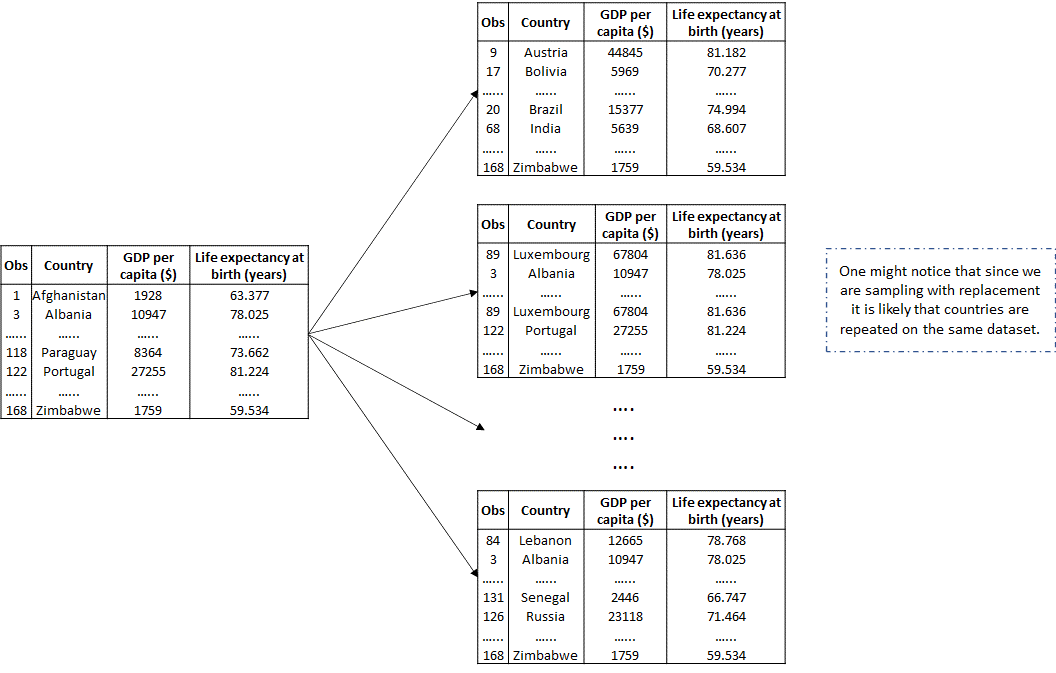 Obs Country GDP per capita ($) Life expectancy at birth (years)
9 Austria 44845 81.182
17 Bolivia 5969 70.277
...... ...... ...... ......
20 Brazil 15377 74.994
68 India 5639 68.607
...... ...... ...... ......
168 Zimbabwe 1759 59.534
Obs Country GDP per capita ($) Life expectancy at birth (years)
89 Luxembourg 67804 81.636
3 Albania 10947 78.025
...... ...... ...... ......
89 Luxembourg 67804 81.636
122 Portugal 27255 81.224
...... ...... ...... ......
168 Zimbabwe 1759 59.534
Obs Country GDP per capita ($) Life expectancy at birth (years)
1 Afghanistan 1928 63.377
3 Albania 10947 78.025
...... ...... ...... ......
118 Paraguay 8364 73.662
122 Portugal 27255 81.224
...... ...... ...... ......
168 Zimbabwe 1759 59.534
One might notice that since we
are sampling with replacement
it is likely that countries are
repeated on the same dataset.
....
....
....
Obs Country GDP per capita ($) Life expectancy at birth (years)
84 Lebanon 12665 78.768
3 Albania 10947 78.025
...... ...... ...... ......
131 Senegal 2446 66.747
126 Russia 23118 71.464
...... ...... ...... ......
168 Zimbabwe 1759 59.534